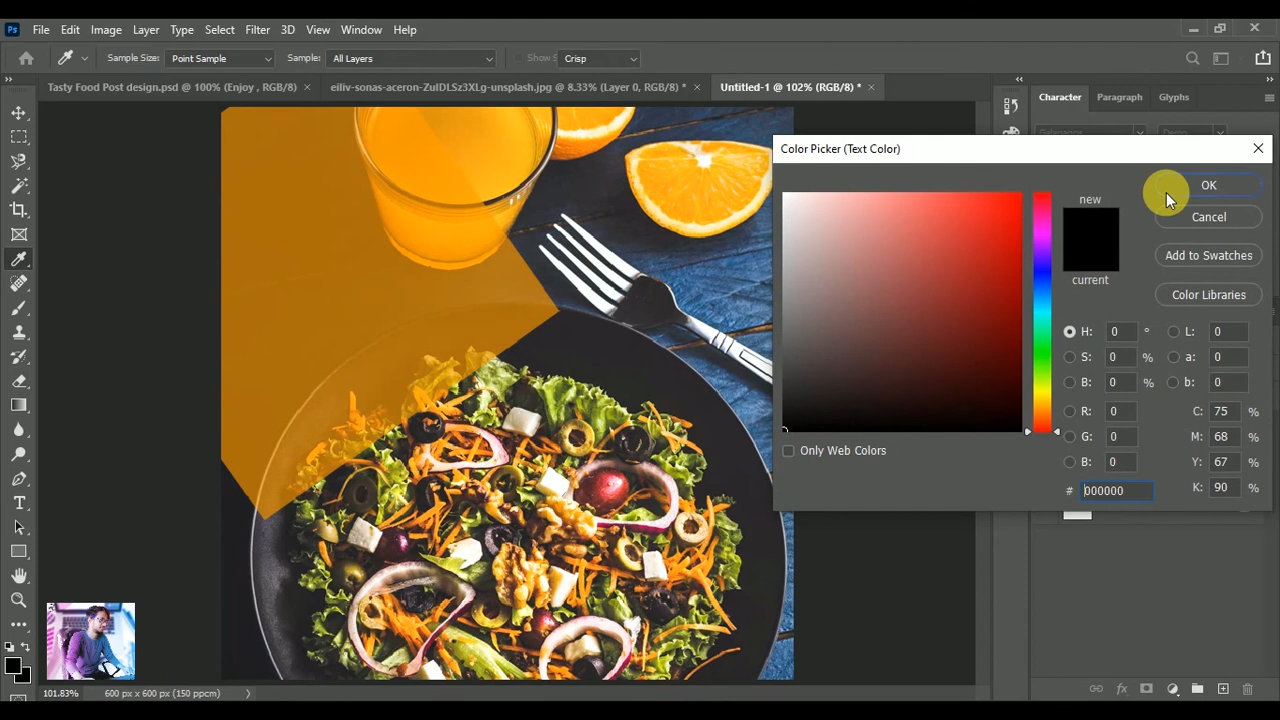 Ps File Edit Image Layer Type Select Filter 3D View Window Help
Sample Size: Point Sample Sample: All Layers Show S Crisp
Tasty Food Post design.psd @ 100% (Enjoy , RGB/8) × eiliv-sonas-aceron-ZuIDLSz3XLg-unsplash.jpg @ 8.33% (Layer 0, RGB/8) * × Untitled-1 @ 102% (RGB/8) * ×
Character Paragraph Glyphs
Color Picker (Text Color)
new
current
OK
Cancel
Add to Swatches
Color Libraries
H: 0 ° L: 0
S: 0 % a: 0
B: 0 % b: 0
R: 0 C: 75 %
G: 0 M: 68 %
B: 0 Y: 67 %
# 000000 K: 90 %
Only Web Colors
T
101.83% 600 px x 600 px (150 ppcm)
fx